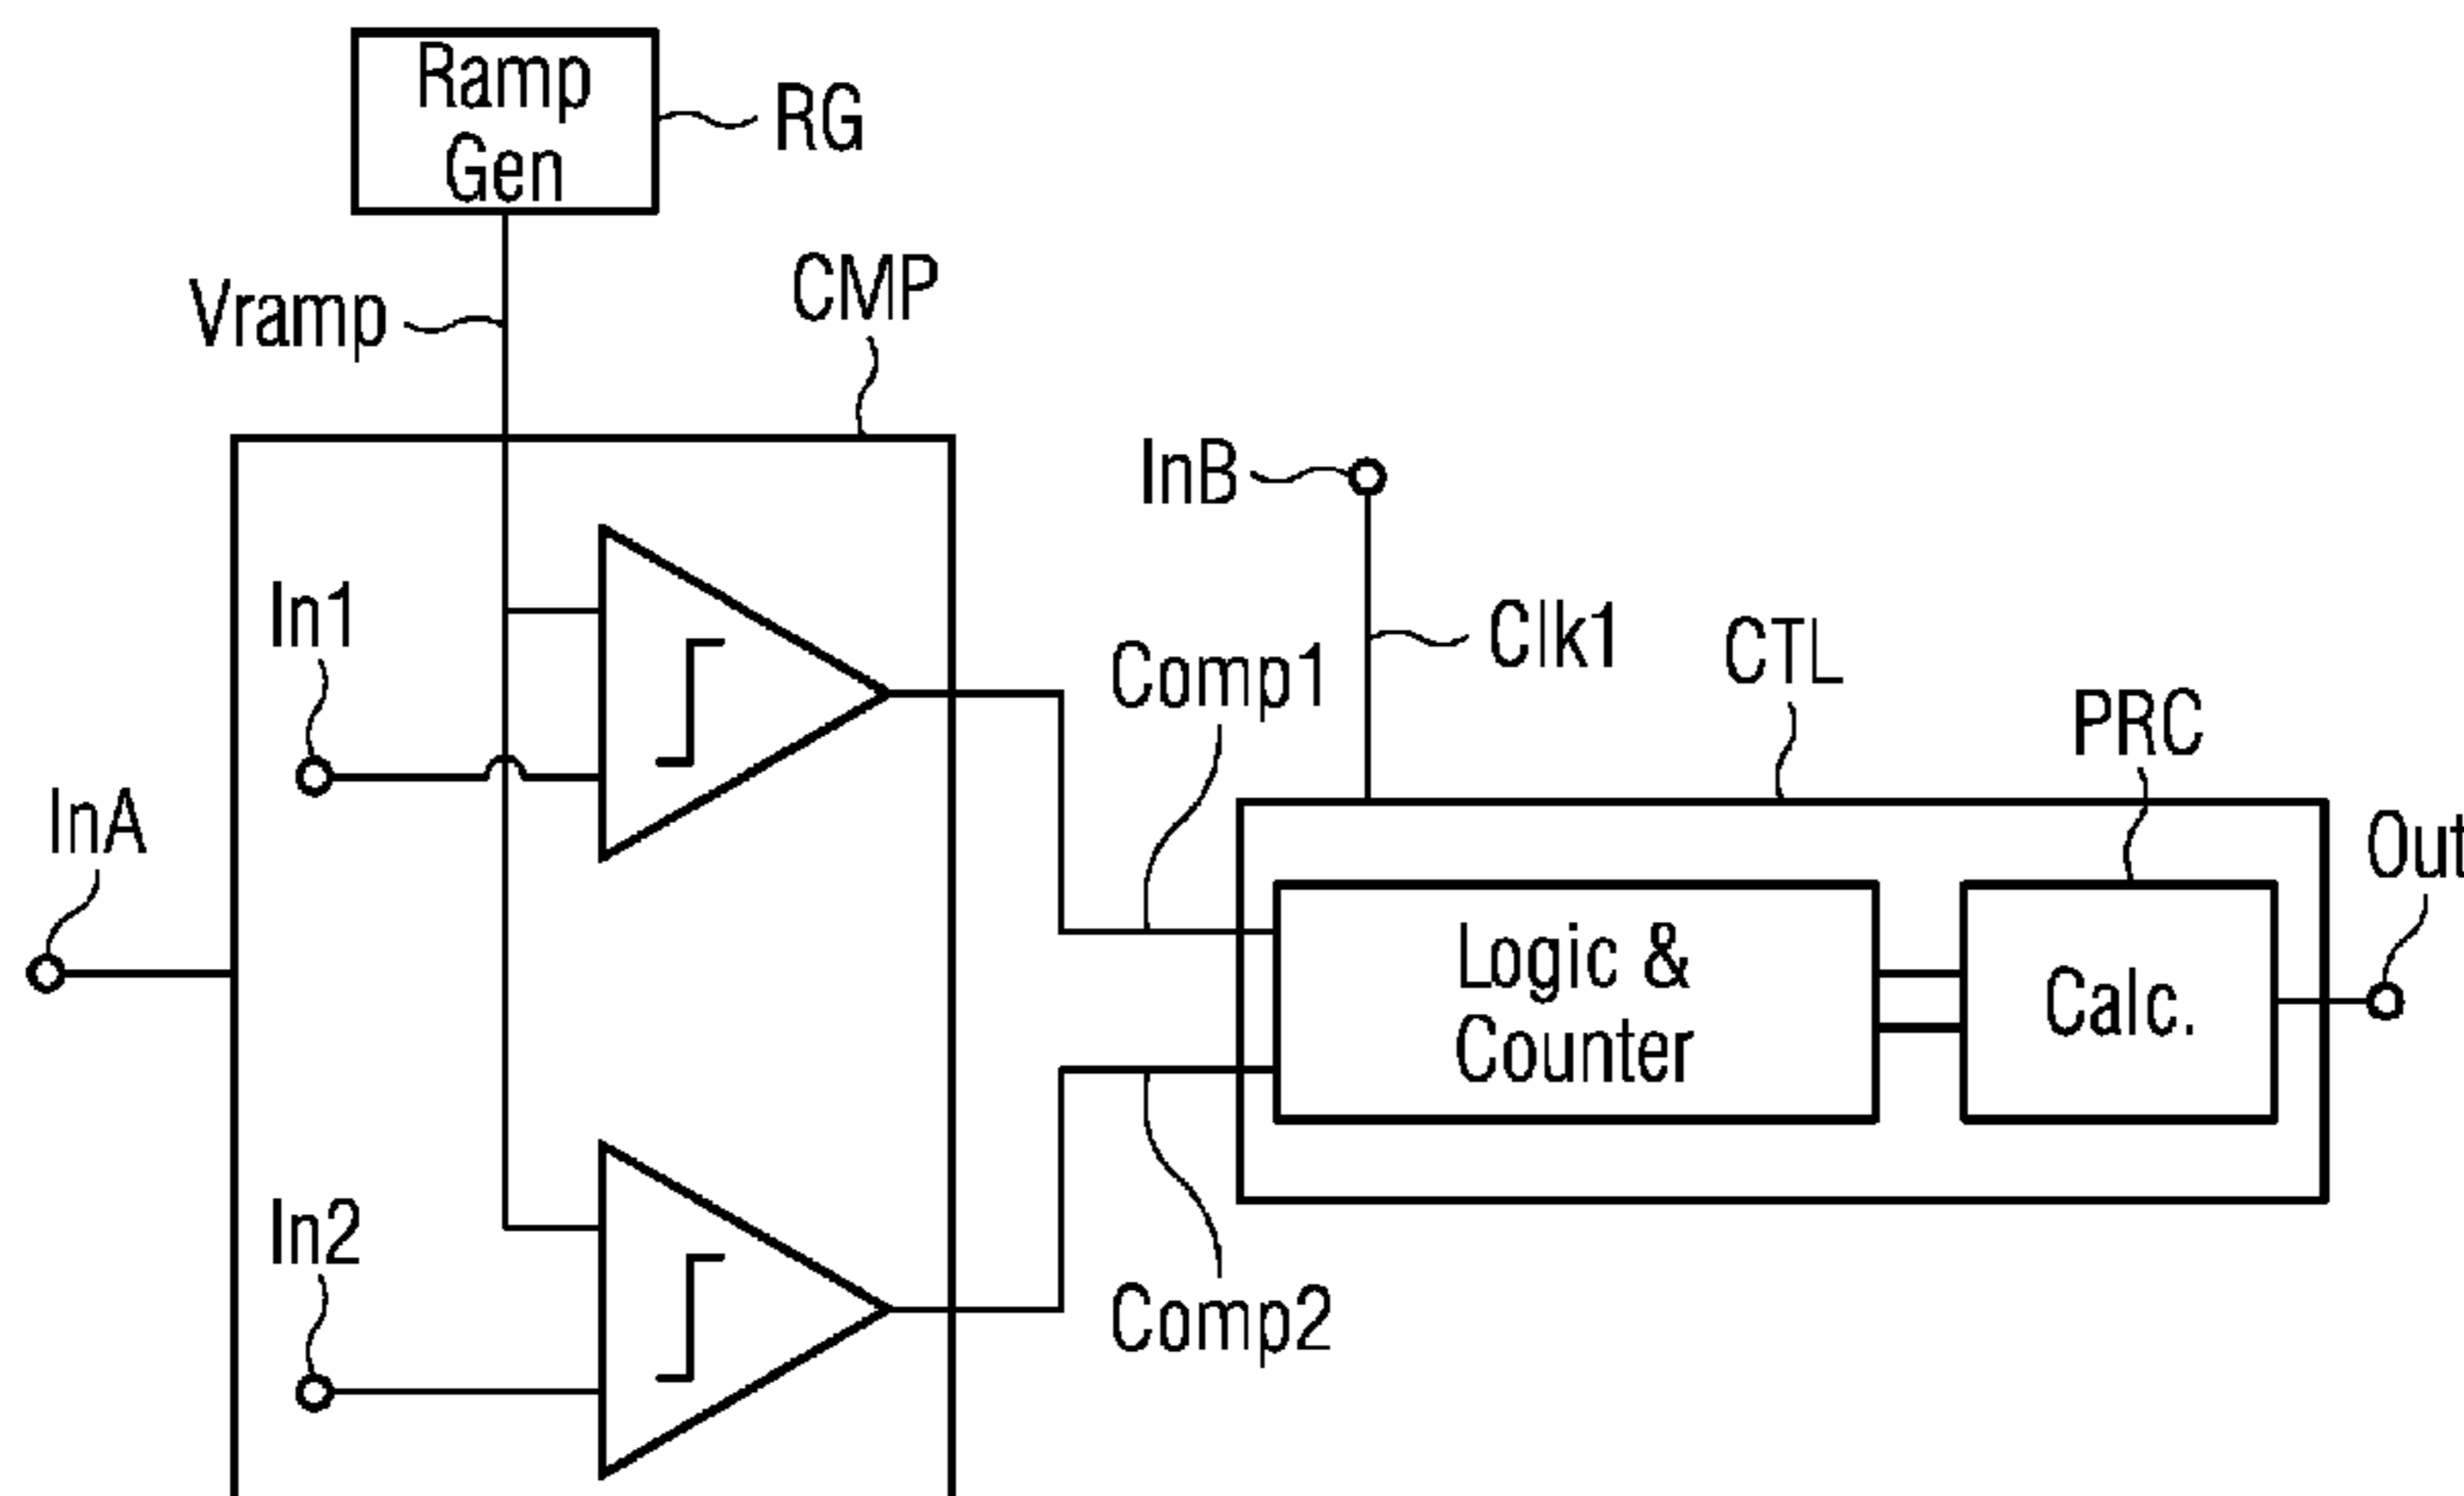 Ramp
Gen
RG
Vramp
CMP
InB
In1
Clk1
Comp1
CTL
PRC
InA
Out
Logic &
Counter
Calc.
In2
Comp2